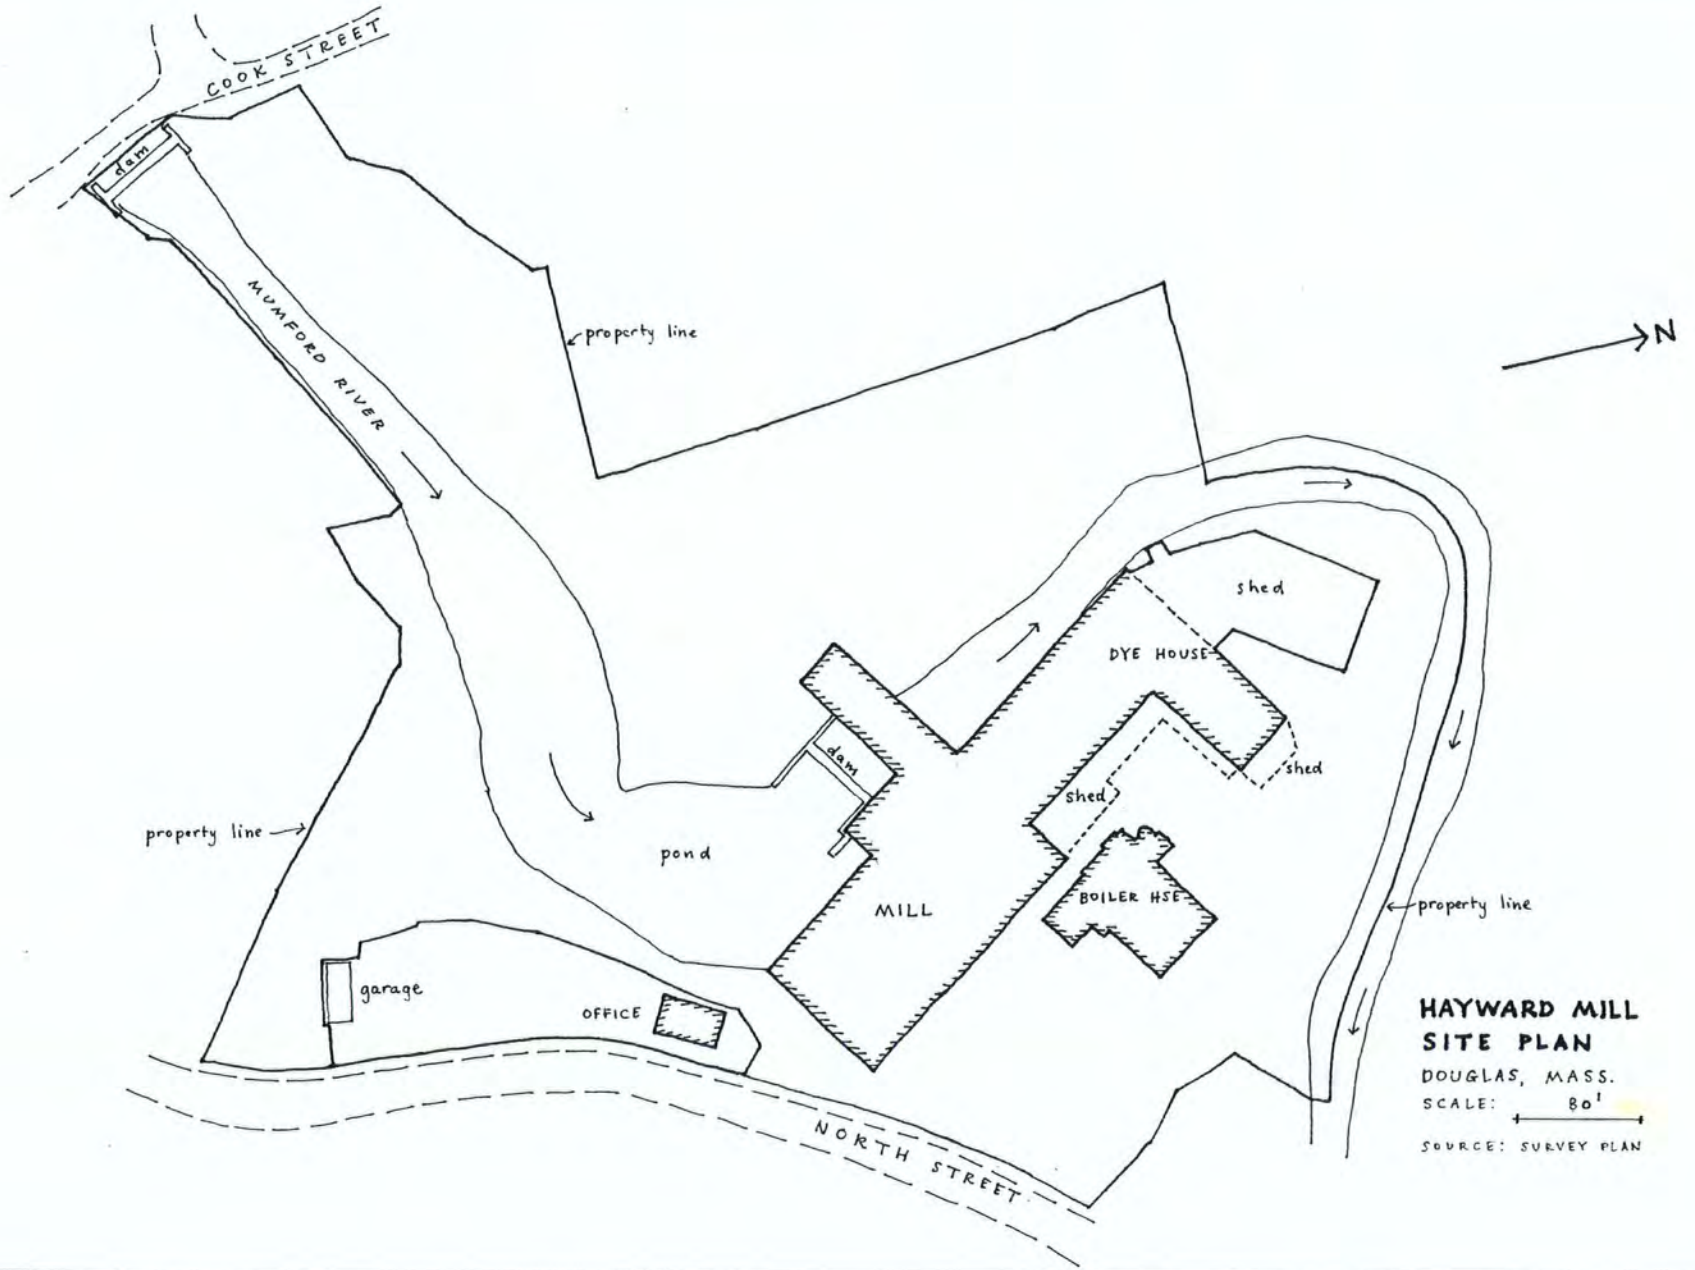 COOK STREET
dam
MUMFORD RIVER
property line
N
shed
DYE HOUSE
dam
shed
shed
property line
pond
BOILER HSE
MILL
property line
garage
OFFICE
HAYWARD MILL
SITE PLAN
DOUGLAS, MASS.
SCALE: 80'
SOURCE: SURVEY PLAN
NORTH STREET